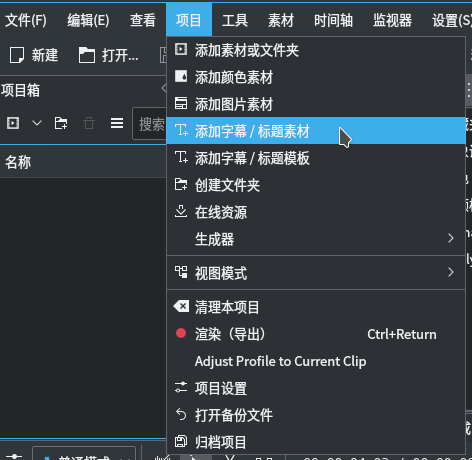 文件(F) 编辑(E) 查看 项目 工具 素材 时间轴 监视器 设置(S
新建 打开...
项目箱
搜索
名称
添加素材或文件夹
添加颜色素材
添加图片素材
添加字幕 / 标题素材
添加字幕 / 标题模板
创建文件夹
在线资源
生成器
视图模式
清理本项目
渲染（导出） Ctrl+Return
Adjust Profile to Current Clip
项目设置
打开备份文件
归档项目
普通模式